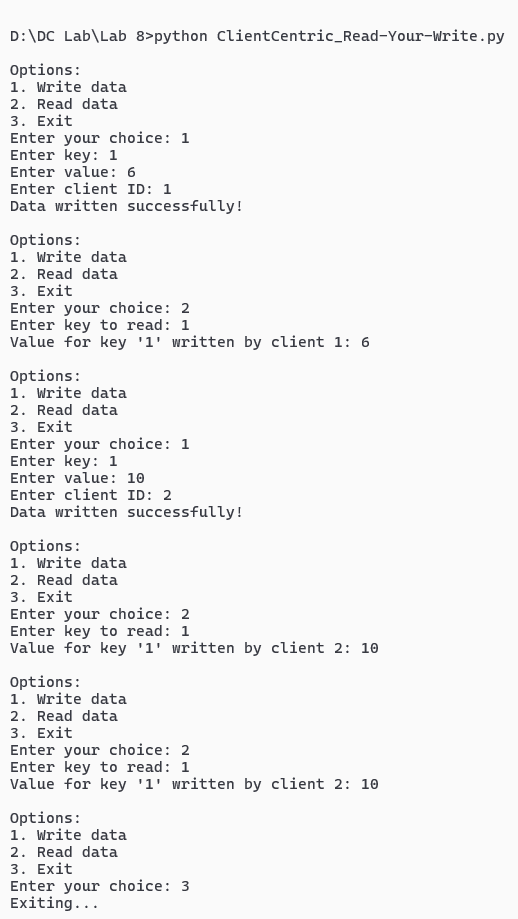 D:\DC Lab\Lab 8>python ClientCentric_Read-Your-Write.py
Options:
1. Write data
2. Read data
3. Exit
Enter your choice: 1
Enter key: 1
Enter value: 6
Enter client ID: 1
Data written successfully!
Options:
1. Write data
2. Read data
3. Exit
Enter your choice: 2
Enter key to read: 1
Value for key '1' written by client 1: 6
Options:
1. Write data
2. Read data
3. Exit
Enter your choice: 1
Enter key: 1
Enter value: 10
Enter client ID: 2
Data written successfully!
Options:
1. Write data
2. Read data
3. Exit
Enter your choice: 2
Enter key to read: 1
Value for key '1' written by client 2: 10
Options:
1. Write data
2. Read data
3. Exit
Enter your choice: 2
Enter key to read: 1
Value for key '1' written by client 2: 10
Options:
1. Write data
2. Read data
3. Exit
Enter your choice: 3
Exiting...